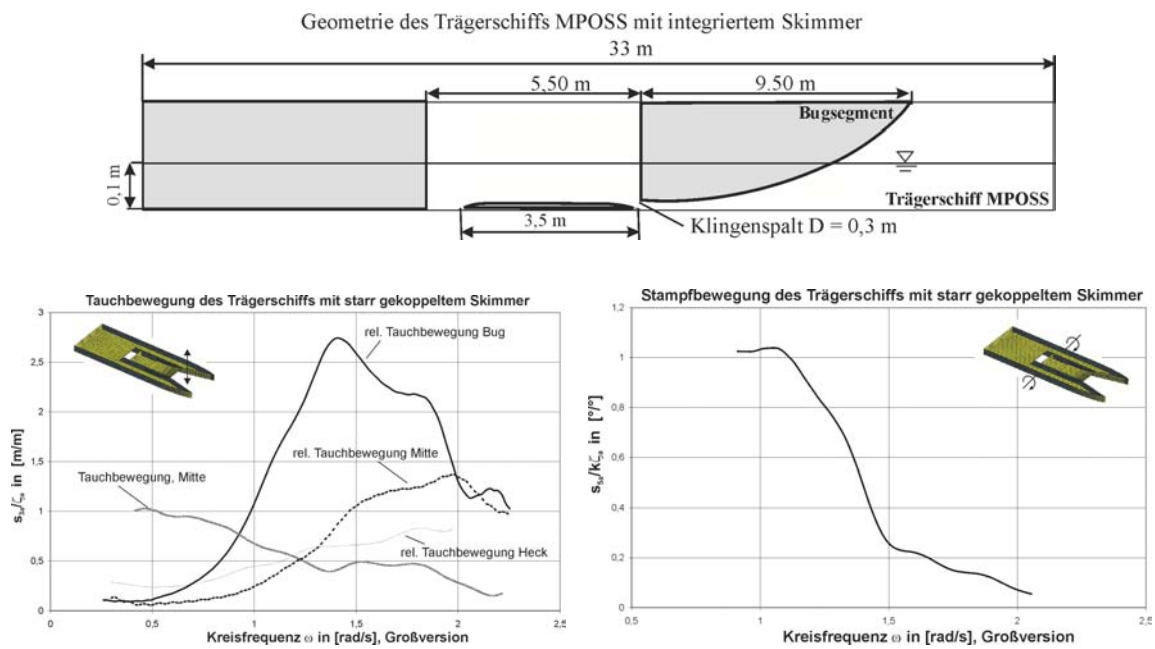 Geometrie des Trägerschiffs MPOSS mit integriertem Skimmer
33 m
5,50 m
9.50 m
Bugsegment
0,1 m
Trägerschiff MPOSS
3,5 m
Klingenspalt D = 0,3 m
Tauchbewegung des Trägerschiffs mit starr gekoppeltem Skimmer
3
2,5
2
1,5
1
0,5
0
s₃ₐ/ζₐ in [m/m]
rel. Tauchbewegung Bug
rel. Tauchbewegung Mitte
Tauchbewegung, Mitte
rel. Tauchbewegung Heck
0 0,5 1 1,5 2 2,5
Kreisfrequenz ω in [rad/s], Großversion
Stampfbewegung des Trägerschiffs mit starr gekoppeltem Skimmer
1,2
1
0,8
0,6
0,4
0,2
0
s₅ₐ/kζₐ in [°/°]
0.5 1 1,5 2 2,5
Kreisfrequenz ω in [rad/s], Großversion